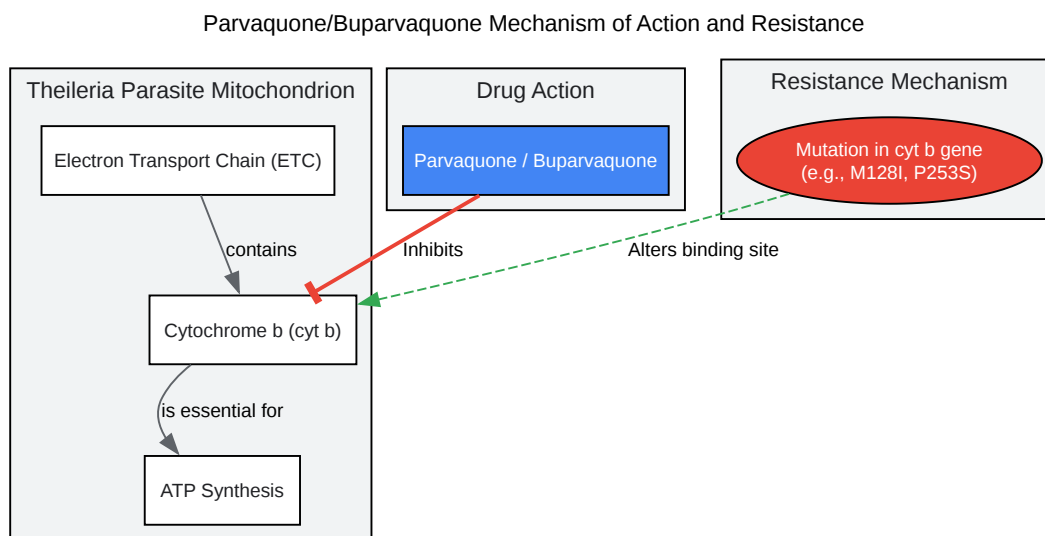 Parvaquone/Buparvaquone Mechanism of Action and Resistance
Theileria Parasite Mitochondrion
Drug Action
Resistance Mechanism
Electron Transport Chain (ETC)
Parvaquone / Buparvaquone
Mutation in cyt b gene
(e.g., M128I, P253S)
contains
Inhibits
Alters binding site
Cytochrome b (cyt b)
is essential for
ATP Synthesis